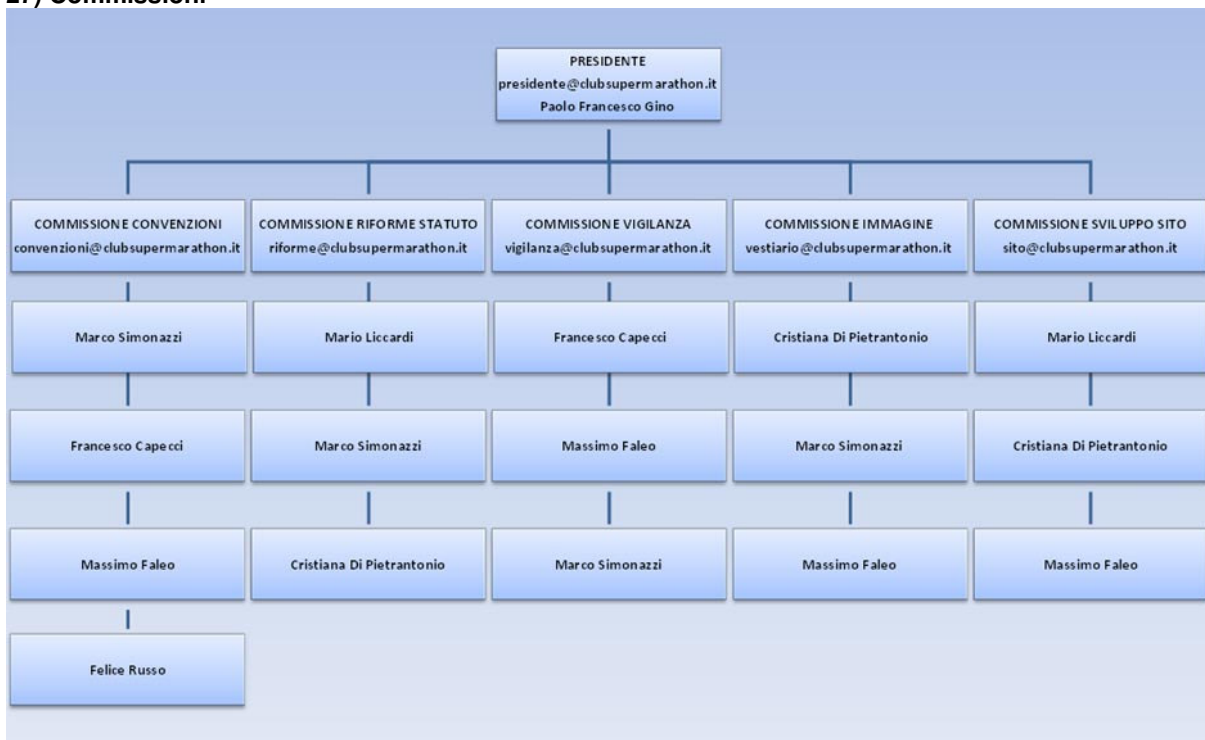 27) Commissioni
PRESIDENTE
presidente@clubsupermarathon.it
Paolo Francesco Gino
COMMISSIONE CONVENZIONI
convenzioni@clubsupermarathon.it
Marco Simonazzi
Francesco Capecci
Massimo Faleo
Felice Russo
COMMISSIONE RIFORME STATUTO
riforme@clubsupermarathon.it
Mario Liccardi
Marco Simonazzi
Cristiana Di Pietrantonio
COMMISSIONE VIGILANZA
vigilanza@clubsupermarathon.it
Francesco Capecci
Massimo Faleo
Marco Simonazzi
COMMISSIONE IMMAGINE
vestiario@clubsupermarathon.it
Cristiana Di Pietrantonio
Marco Simonazzi
Massimo Faleo
COMMISSIONE SVILUPPO SITO
sito@clubsupermarathon.it
Mario Liccardi
Cristiana Di Pietrantonio
Massimo Faleo